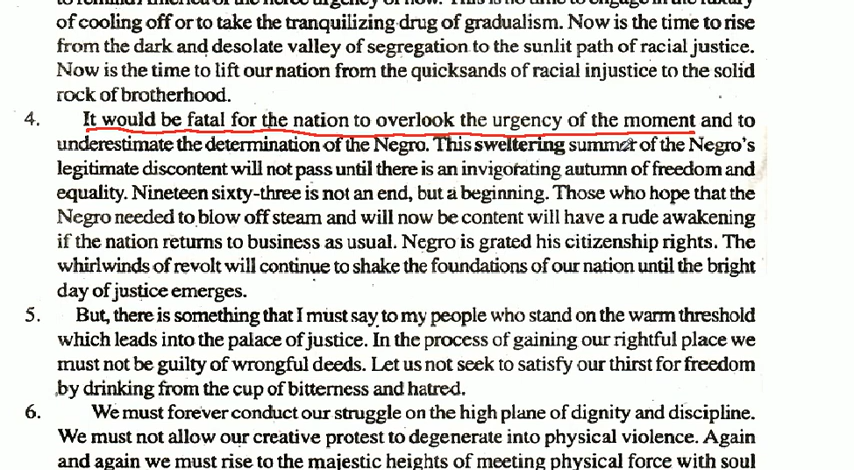 of cooling off or to take the tranquilizing drug of gradualism. Now is the time to rise
from the dark and desolate valley of segregation to the sunlit path of racial justice.
Now is the time to lift our nation from the quicksands of racial injustice to the solid
rock of brotherhood.
4. It would be fatal for the nation to overlook the urgency of the moment and to
underestimate the determination of the Negro. This sweltering summer of the Negro's
legitimate discontent will not pass until there is an invigorating autumn of freedom and
equality. Nineteen sixty-three is not an end, but a beginning. Those who hope that the
Negro needed to blow off steam and will now be content will have a rude awakening
if the nation returns to business as usual. Negro is grated his citizenship rights. The
whirlwinds of revolt will continue to shake the foundations of our nation until the bright
day of justice emerges.
5. But, there is something that I must say to my people who stand on the warm threshold
which leads into the palace of justice. In the process of gaining our rightful place we
must not be guilty of wrongful deeds. Let us not seek to satisfy our thirst for freedom
by drinking from the cup of bitterness and hatred.
6. We must forever conduct our struggle on the high plane of dignity and discipline.
We must not allow our creative protest to degenerate into physical violence. Again
and again we must rise to the majestic heights of meeting physical force with soul